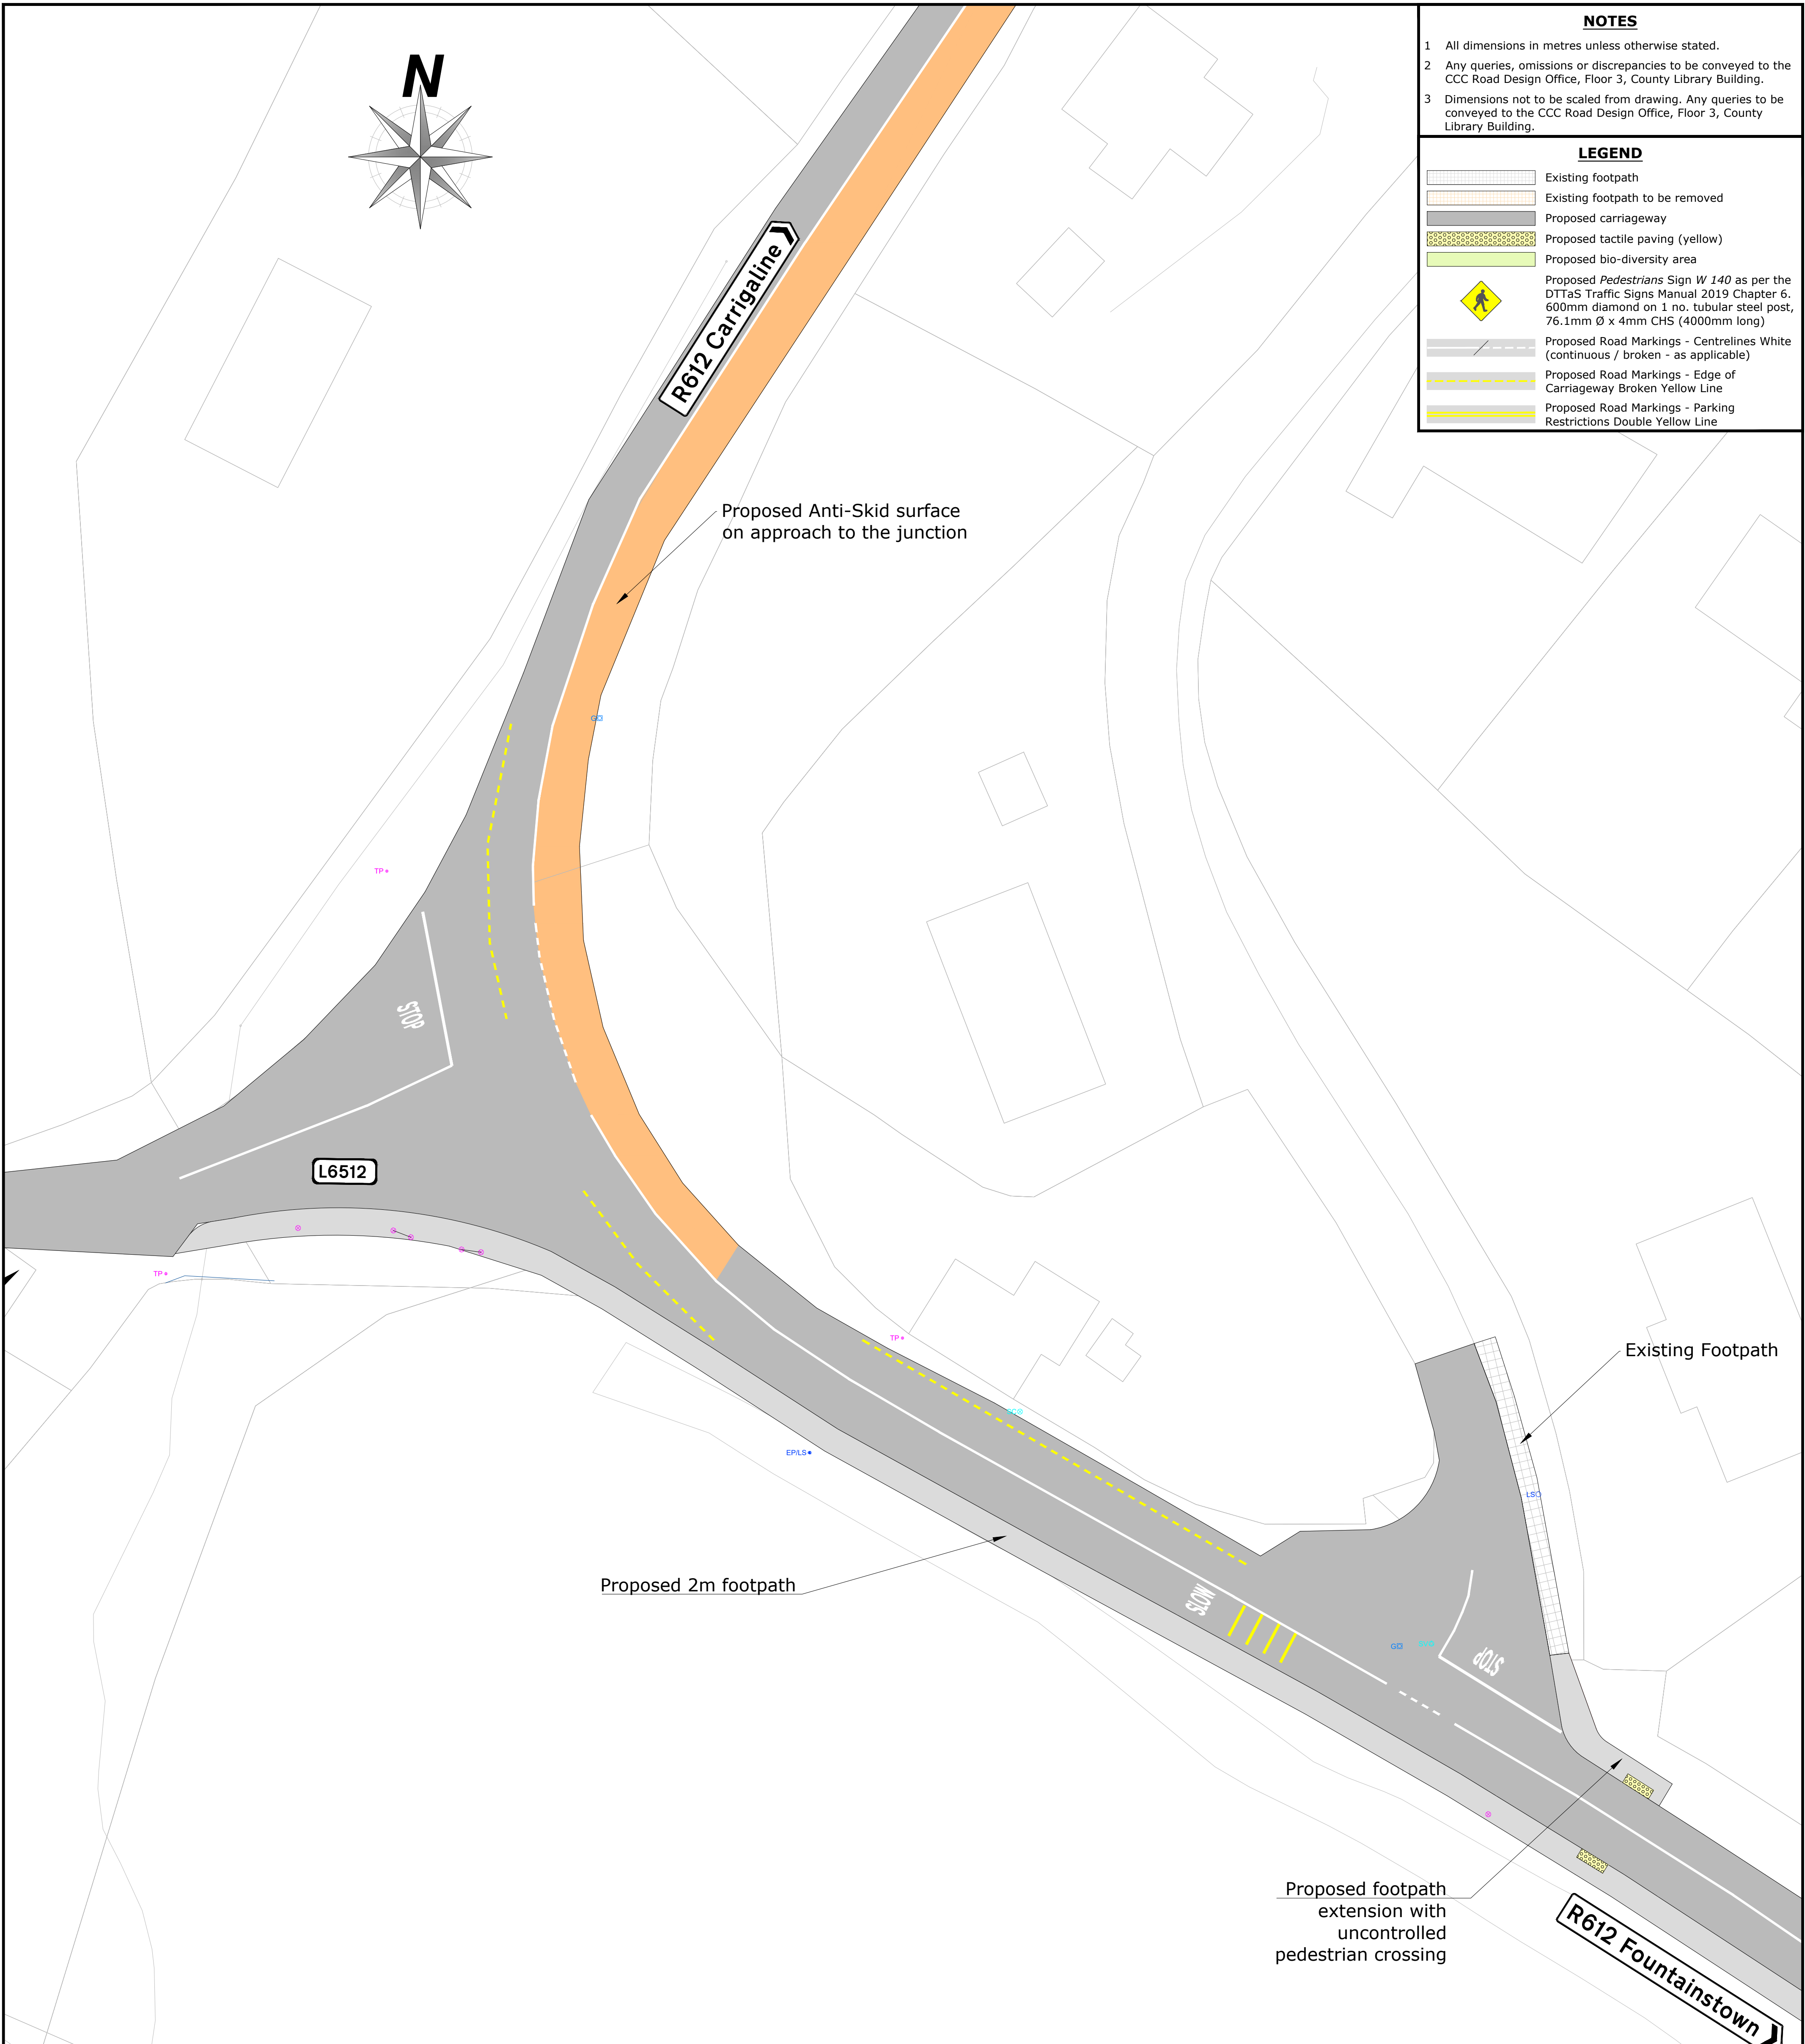 N
NOTES
1 All dimensions in metres unless otherwise stated.
2 Any queries, omissions or discrepancies to be conveyed to the
CCC Road Design Office, Floor 3, County Library Building.
3 Dimensions not to be scaled from drawing. Any queries to be
conveyed to the CCC Road Design Office, Floor 3, County
Library Building.
LEGEND
Existing footpath
Existing footpath to be removed
Proposed carriageway
Proposed tactile paving (yellow)
Proposed bio-diversity area
Proposed Pedestrians Sign W 140 as per the
DTTaS Traffic Signs Manual 2019 Chapter 6.
600mm diamond on 1 no. tubular steel post,
76.1mm Ø x 4mm CHS (4000mm long)
Proposed Road Markings - Centrelines White
(continuous / broken - as applicable)
Proposed Road Markings - Edge of
Carriageway Broken Yellow Line
Proposed Road Markings - Parking
Restrictions Double Yellow Line
R612 Carrigaline
Proposed Anti-Skid surface
on approach to the junction
G
TP
STOP
L6512
TP
TP
Existing Footpath
EP/LS
LS
Proposed 2m footpath
SLOW
G
STOP
Proposed footpath
extension with
uncontrolled
pedestrian crossing
R612 Fountainstown